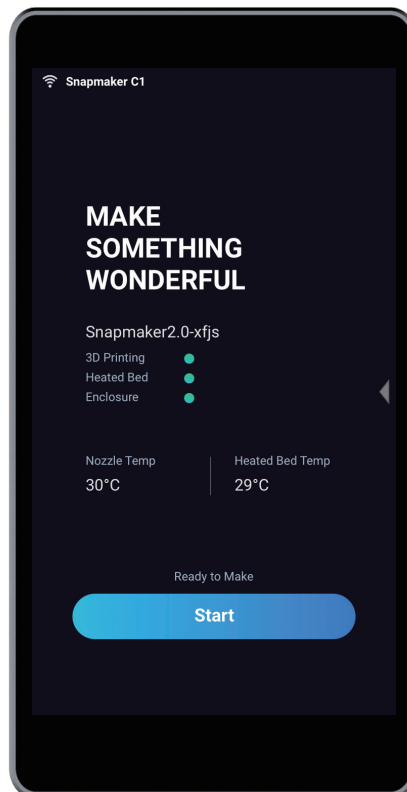 Snapmaker C1
MAKE
SOMETHING
WONDERFUL
Snapmaker2.0-xfjs
3D Printing
Heated Bed
Enclosure
Nozzle Temp
Heated Bed Temp
30°C
29°C
Ready to Make
Start